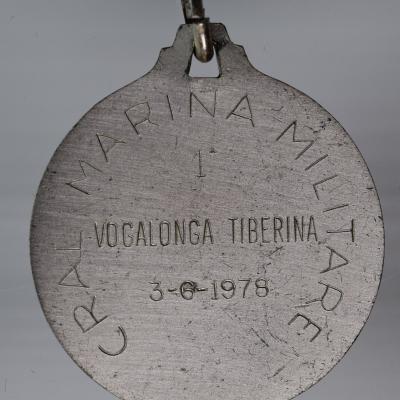 CRAL MARINA MILITARE
1
VOGALONGA TIBERINA
3-6-1978